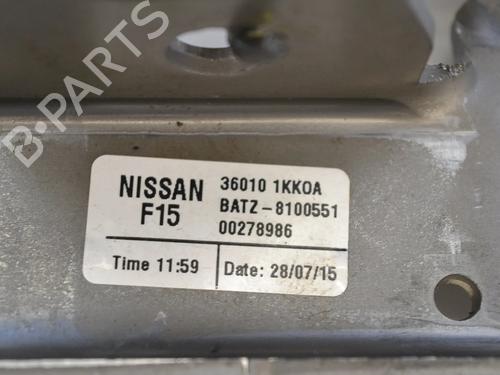 B-PARTS
NISSAN 36010 1KK0A
F15 BATZ-8100551
00278986
Time 11:59 Date: 28/07/15